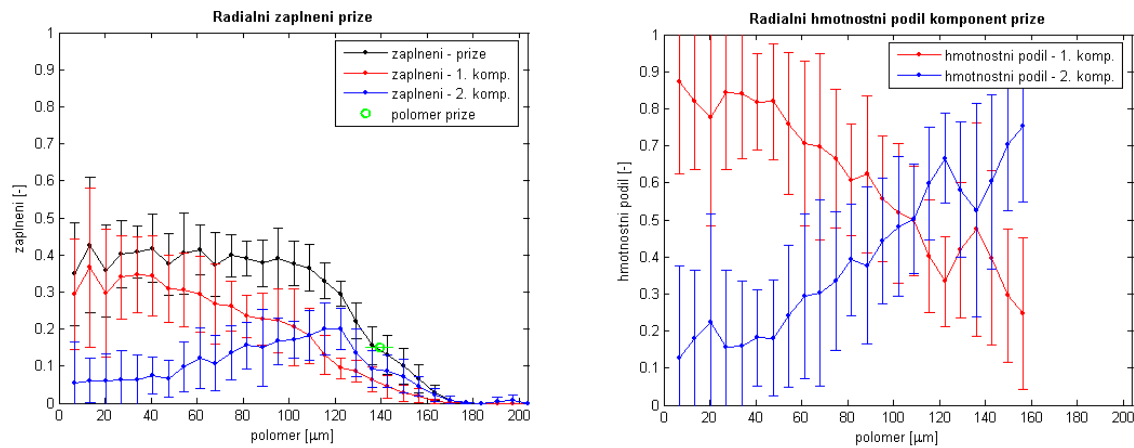 Radialni zaplneni prize
1
0.9
0.8
0.7
0.6
0.5
0.4
0.3
0.2
0.1
0
zaplneni [-]
zaplneni - prize
zaplneni - 1. komp.
zaplneni - 2. komp.
polomer prize
0 20 40 60 80 100 120 140 160 180 200
polomer [µm]
Radialni hmotnostni podil komponent prize
1
0.9
0.8
0.7
0.6
0.5
0.4
0.3
0.2
0.1
0
hmotnostni podil [-]
hmotnostni podil - 1. komp.
hmotnostni podil - 2. komp.
0 20 40 60 80 100 120 140 160 180 200
polomer [µm]